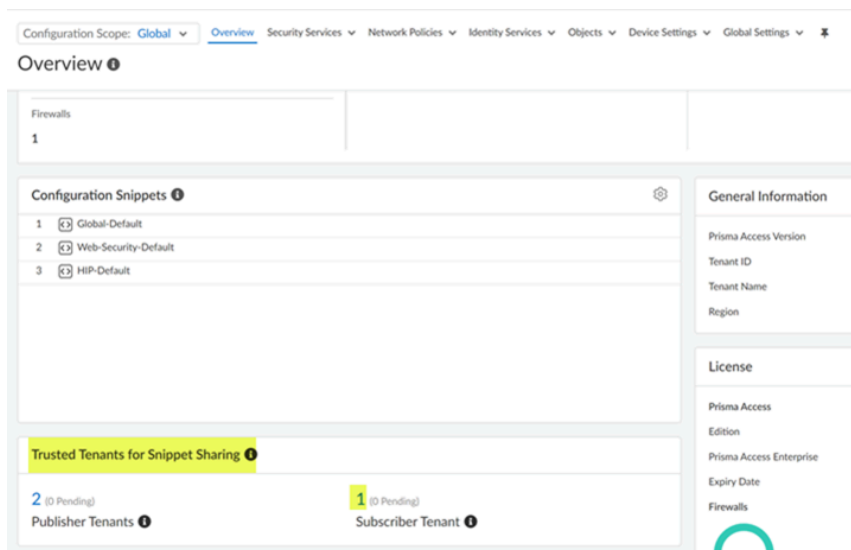 Configuration Scope: Global Overview Security Services Network Policies Identity Services Objects Device Settings Global Settings
Overview
Firewalls
1
Configuration Snippets
1 Global-Default
2 Web-Security-Default
3 HIP-Default
General Information
Prisma Access Version
Tenant ID
Tenant Name
Region
License
Prisma Access
Edition
Prisma Access Enterprise
Expiry Date
Firewalls
Trusted Tenants for Snippet Sharing
2 (0 Pending)
Publisher Tenants
1 (0 Pending)
Subscriber Tenant